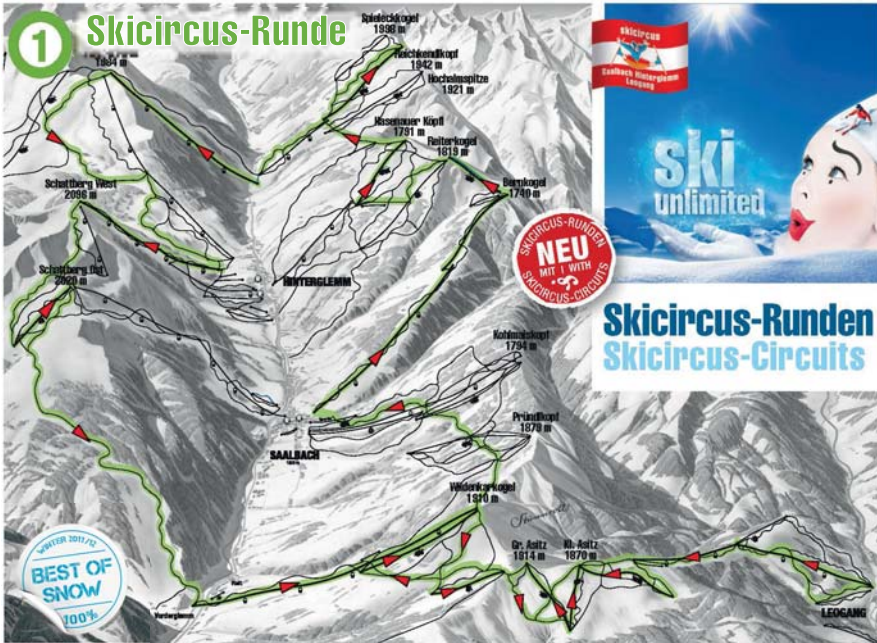 1
Skicircus-Runde
Spieleckkogel
1998 m
Reichkendlkopf
1942 m
Hochalmspitze
1921 m
1984 m
Hasenauer Köpfl
1791 m
Reiterkogel
1819 m
Bernkogel
1740 m
Schattberg West
2096 m
Schattberg Ost
2020 m
HINTERGLEMM
Kohlmaiskopf
1794 m
Pründlkopf
1879 m
SAALBACH
Wildenkarkogel
1910 m
Gr. Asitz
1914 m
Kl. Asitz
1870 m
Vorderglemm
LEOGANG
skicircus
Saalbach Hinterglemm
Leogang
ski
unlimited
SKICIRCUS-RUNDEN
NEU
MIT | WITH
SKICIRCUS-CIRCUITS
Skicircus-Runden
Skicircus-Circuits
WINTER 2011/12
BEST OF
SNOW
100%